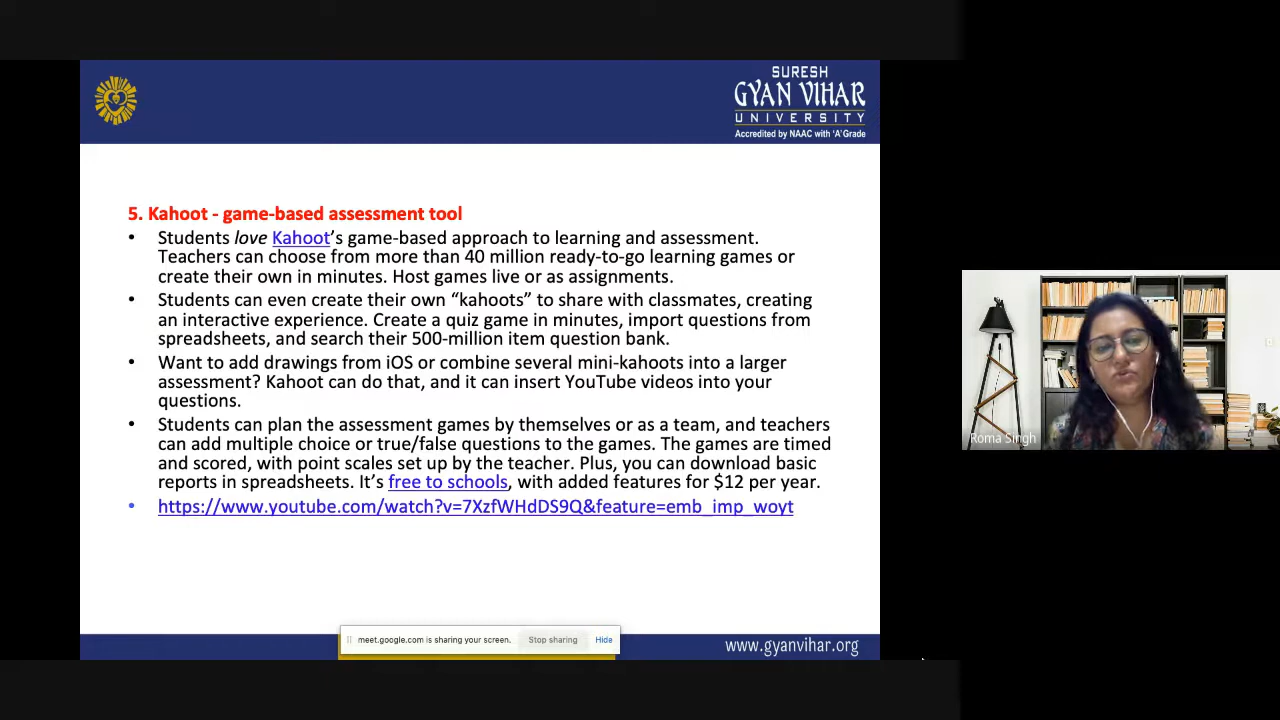 SURESH
GYAN VIHAR
UNIVERSITY
Accredited by NAAC with 'A' Grade
5. Kahoot - game-based assessment tool
• Students love Kahoot's game-based approach to learning and assessment.
Teachers can choose from more than 40 million ready-to-go learning games or
create their own in minutes. Host games live or as assignments.
• Students can even create their own “kahoots” to share with classmates, creating
an interactive experience. Create a quiz game in minutes, import questions from
spreadsheets, and search their 500-million item question bank.
• Want to add drawings from iOS or combine several mini-kahoots into a larger
assessment? Kahoot can do that, and it can insert YouTube videos into your
questions.
• Students can plan the assessment games by themselves or as a team, and teachers
can add multiple choice or true/false questions to the games. The games are timed
and scored, with point scales set up by the teacher. Plus, you can download basic
reports in spreadsheets. It's free to schools, with added features for $12 per year.
• https://www.youtube.com/watch?v=7XzfWHdDS9Q&feature=emb_imp_woyt
Roma Singh
meet.google.com is sharing your screen. Stop sharing Hide
www.gyanvihar.org